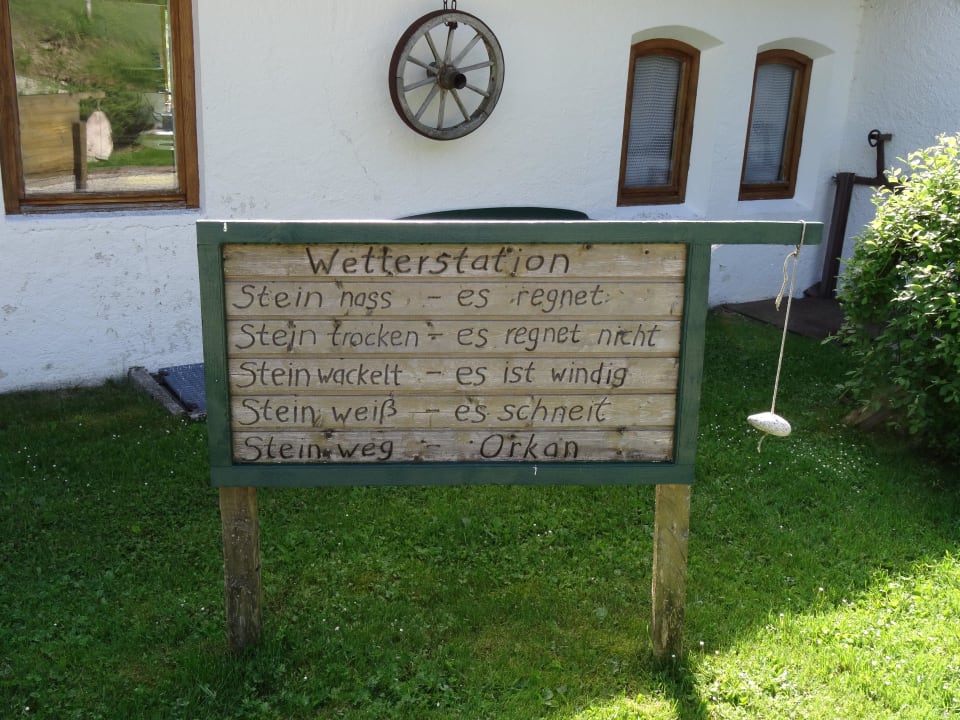 Wetterstation
Stein nass - es regnet
Stein trocken - es regnet nicht
Stein wackelt - es ist windig
Stein weiß - es schneit
Stein weg - Orkan